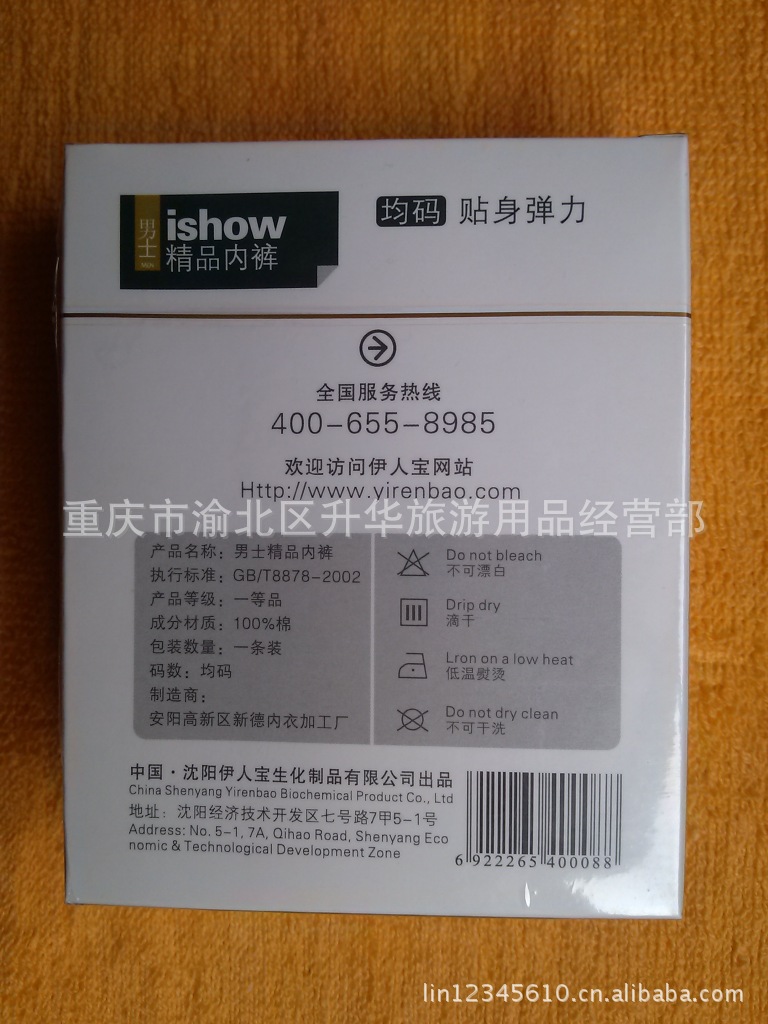 男士
ishow
精品内裤
均码 贴身弹力
全国服务热线
400-655-8985
欢迎访问伊人宝网站
Http://www.yirenbao.com
重庆市渝北区升华旅游用品经营部
产品名称：男士精品内裤
执行标准：GB/T8878-2002
产品等级：一等品
成分材质：100%棉
包装数量：一条装
码数：均码
制造商：
安阳高新区新德内衣加工厂
Do not bleach
不可漂白
Drip dry
滴干
Lron on a low heat
低温熨烫
Do not dry clean
不可干洗
中国·沈阳伊人宝生化制品有限公司出品
China Shenyang Yirenbao Biochemical Product Co., Ltd
地址：沈阳经济技术开发区七号路7甲5-1号
Address: No. 5-1, 7A, Qihao Road, Shenyang Eco
nomic & Technological Development Zone
6 922265 400088
lin12345610.cn.alibaba.com